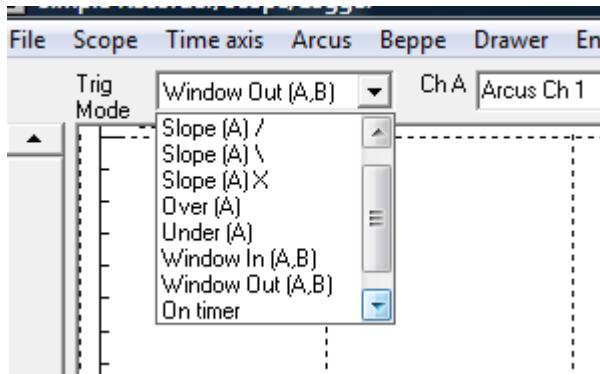 File Scope Time axis Arcus Beppe Drawer En
Trig Mode
Window Out (A,B)
Ch A
Arcus Ch 1
Slope (A) /
Slope (A) \
Slope (A) X
Over (A)
Under (A)
Window In (A,B)
Window Out (A,B)
On timer